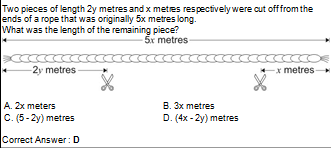 Two pieces of length 2y metres and x metres respectively were cut off from the
ends of a rope that was originally 5x metres long.
What was the length of the remaining piece?
5x metres
2y metres
x metres
A. 2x meters
B. 3x metres
C. (5 - 2y) metres
D. (4x - 2y) metres
Correct Answer: D